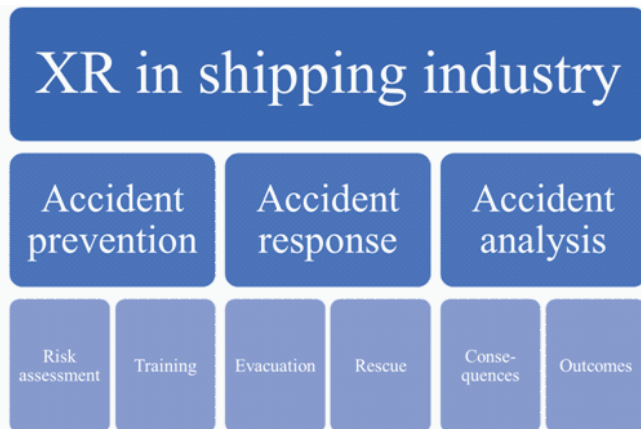 XR in shipping industry
Accident
prevention
Accident
response
Accident
analysis
Risk
assessment
Training
Evacuation
Rescue
Conse-
quences
Outcomes